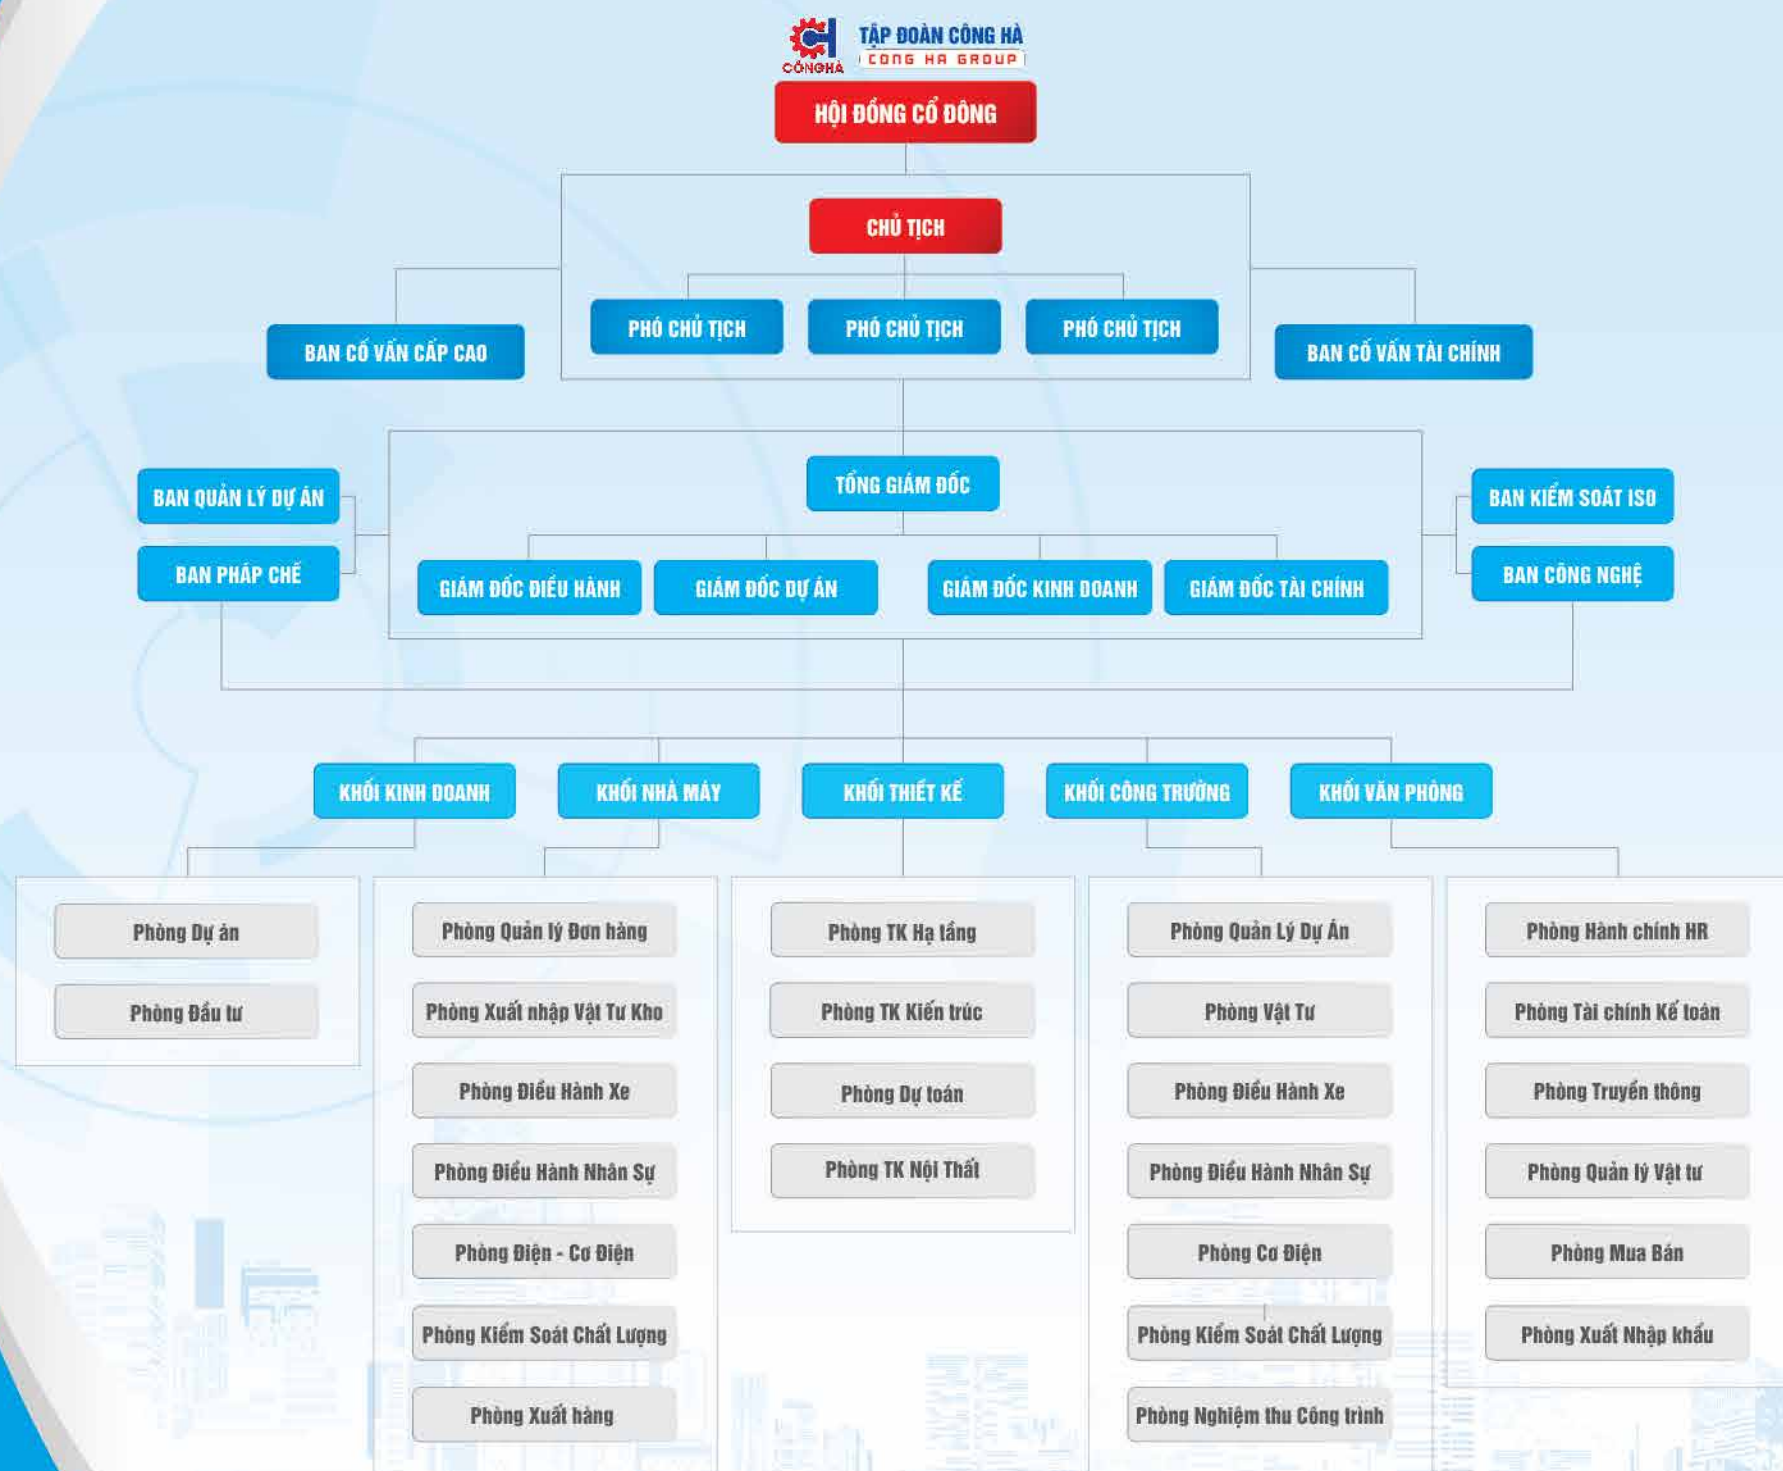 CÔNGHÀ
TẬP ĐOÀN CÔNG HÀ
CONG HA GROUP
HỘI ĐỒNG CỔ ĐÔNG
CHỦ TỊCH
PHÓ CHỦ TỊCH
PHÓ CHỦ TỊCH
PHÓ CHỦ TỊCH
BAN CỐ VẤN CẤP CAO
BAN CỐ VẤN TÀI CHÍNH
TỔNG GIÁM ĐỐC
BAN QUẢN LÝ DỰ ÁN
BAN KIỂM SOÁT ISO
BAN PHÁP CHẾ
BAN CÔNG NGHỆ
GIÁM ĐỐC ĐIỀU HÀNH
GIÁM ĐỐC DỰ ÁN
GIÁM ĐỐC KINH DOANH
GIÁM ĐỐC TÀI CHÍNH
KHỐI KINH DOANH
KHỐI NHÀ MÁY
KHỐI THIẾT KẾ
KHỐI CÔNG TRƯỜNG
KHỐI VĂN PHÒNG
Phòng Dự án
Phòng Đầu tư
Phòng Quản lý Đơn hàng
Phòng Xuất nhập Vật Tư Kho
Phòng Điều Hành Xe
Phòng Điều Hành Nhân Sự
Phòng Điện - Cơ Điện
Phòng Kiểm Soát Chất Lượng
Phòng Xuất hàng
Phòng TK Hạ tầng
Phòng TK Kiến trúc
Phòng Dự toán
Phòng TK Nội Thất
Phòng Quản Lý Dự Án
Phòng Vật Tư
Phòng Điều Hành Xe
Phòng Điều Hành Nhân Sự
Phòng Cơ Điện
Phòng Kiểm Soát Chất Lượng
Phòng Nghiệm thu Công trình
Phòng Hành chính HR
Phòng Tài chính Kế toán
Phòng Truyền thông
Phòng Quản lý Vật tư
Phòng Mua Bán
Phòng Xuất Nhập khẩu